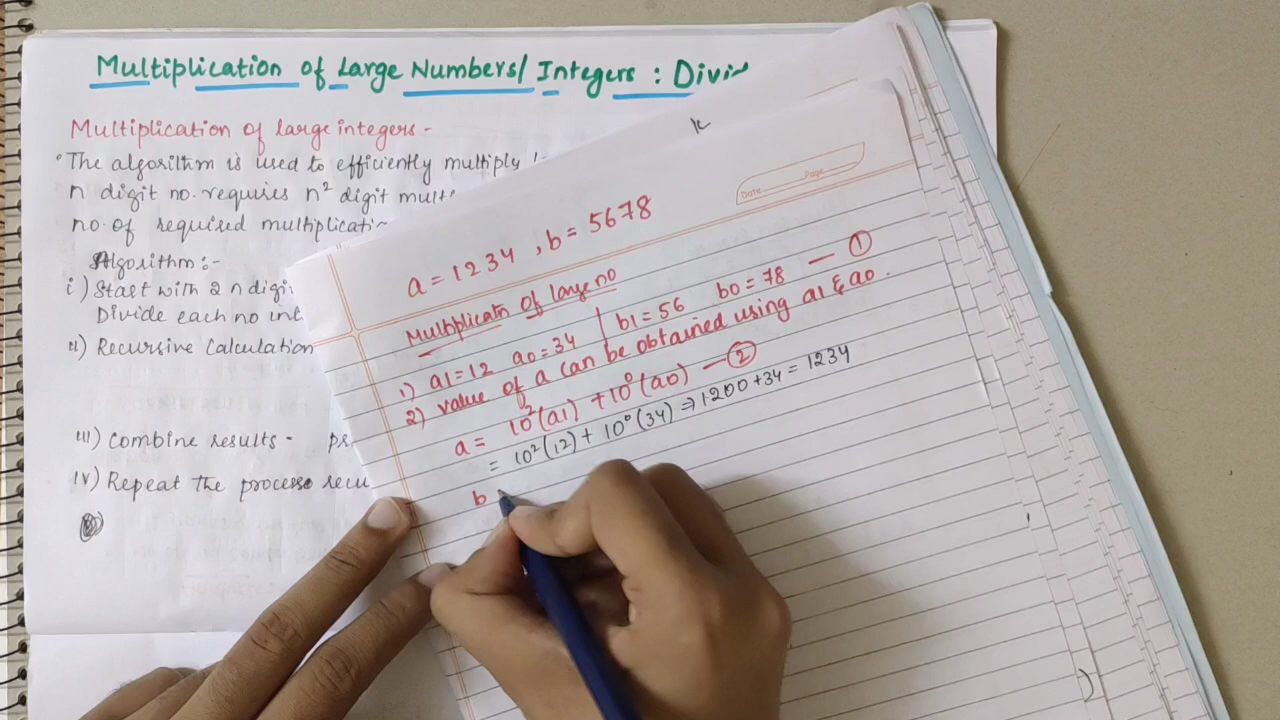 Multiplication of Large Numbers/ Integers : Divi
Multiplication of large integers -
The algorithm is used to efficiently multiply
n digit no. requires n² digit mult
no. of required multiplicati
Algorithm :-
i) Start with 2 n digi
Divide each no int
ii) Recursive Calculation
iii) Combine results - pr
iv) Repeat the process recu
Date Page
a = 1234 , b = 5678
Multiplicatn of large no
1) a1 = 12 a0 = 34 | b1 = 56 b0 = 78 — ①
2) value of a can be obtained using a1 & a0.
a = 10²(a1) + 10⁰(a0) — ②
= 10²(12) + 10⁰(34) ⇒ 1200 + 34 = 1234
b